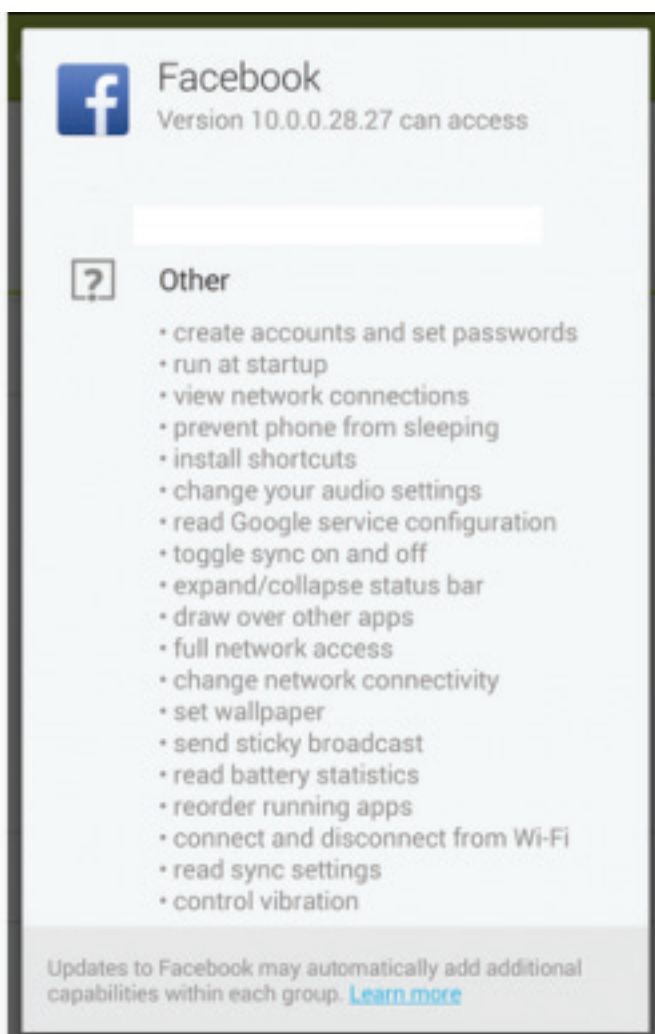 Facebook
Version 10.0.0.28.27 can access
Other
• create accounts and set passwords
• run at startup
• view network connections
• prevent phone from sleeping
• install shortcuts
• change your audio settings
• read Google service configuration
• toggle sync on and off
• expand/collapse status bar
• draw over other apps
• full network access
• change network connectivity
• set wallpaper
• send sticky broadcast
• read battery statistics
• reorder running apps
• connect and disconnect from Wi-Fi
• read sync settings
• control vibration
Updates to Facebook may automatically add additional
capabilities within each group. Learn more